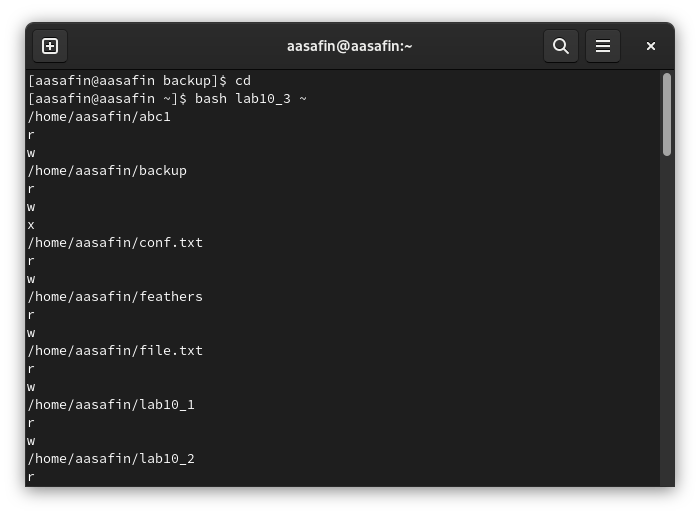 aasafin@aasafin:~
[aasafin@aasafin backup]$ cd
[aasafin@aasafin ~]$ bash lab10_3 ~
/home/aasafin/abc1
r
w
/home/aasafin/backup
r
w
x
/home/aasafin/conf.txt
r
w
/home/aasafin/feathers
r
w
/home/aasafin/file.txt
r
w
/home/aasafin/lab10_1
r
w
/home/aasafin/lab10_2
r